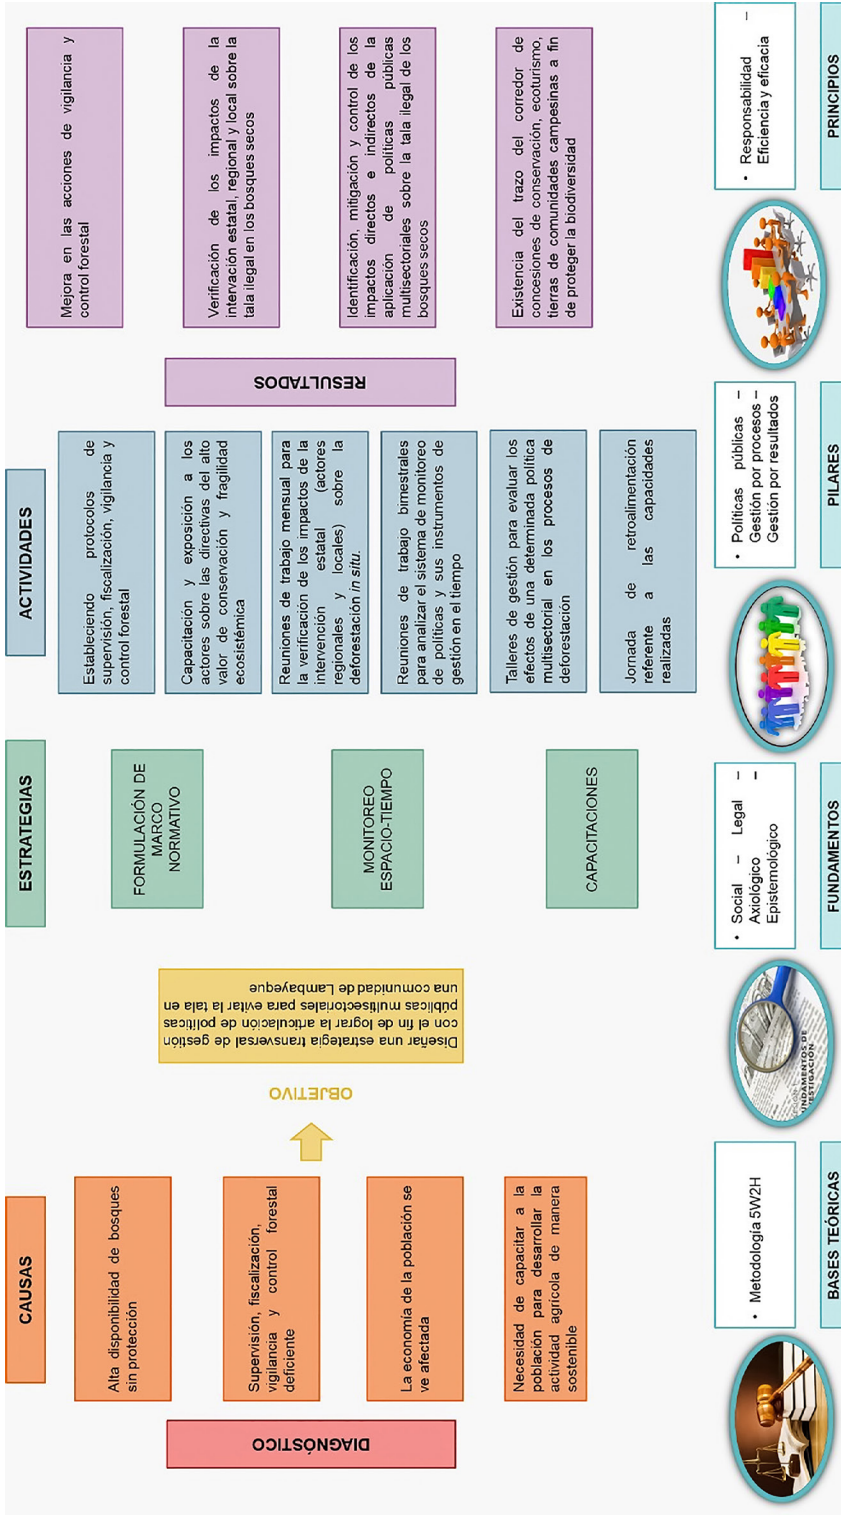 DIAGNÓSTICO
CAUSAS
Alta disponibilidad de bosques
sin protección
Supervisión, fiscalización,
vigilancia y control forestal
deficiente
La economía de la población se
ve afectada
Necesidad de capacitar a la
población para desarrollar la
actividad agrícola de manera
sostenible
OBJETIVO
Diseñar una estrategia transversal de gestión
con el fin de lograr la articulación de políticas
públicas multisectoriales para evitar la tala en
una comunidad de Lambayeque
ESTRATEGIAS
FORMULACIÓN DE
MARCO
NORMATIVO
MONITOREO
ESPACIO-TIEMPO
CAPACITACIONES
ACTIVIDADES
Estableciendo protocolos de
supervisión, fiscalización, vigilancia y
control forestal
Capacitación y exposición a los
actores sobre las directivas del alto
valor de conservación y fragilidad
ecosistémica
Reuniones de trabajo mensual para
la verificación de los impactos de la
intervención estatal (actores
regionales y locales) sobre la
deforestación in situ.
Reuniones de trabajo bimestrales
para analizar el sistema de monitoreo
de políticas y sus instrumentos de
gestión en el tiempo
Talleres de gestión para evaluar los
efectos de una determinada política
multisectorial en los procesos de
deforestación
Jornada de retroalimentación
referente a las capacidades
realizadas
RESULTADOS
Mejora en las acciones de vigilancia y
control forestal
Verificación de los impactos de la
intervación estatal, regional y local sobre la
tala ilegal en los bosques secos
Identificación, mitigación y control de los
impactos directos e indirectos de la
aplicación de políticas públicas
multisectoriales sobre la tala ilegal de los
bosques secos
Existencia del trazo del corredor de
concesiones de conservación, ecoturismo,
tierras de comunidades campesinas a fin
de proteger la biodiversidad
• Metodología 5W2H
BASES TEÓRICAS
UNDAMENTOS DE
VESTIGACIÓN
• Social – Legal –
Axiológico –
Epistemológico
FUNDAMENTOS
• Políticas públicas –
Gestión por procesos –
Gestión por resultados
PILARES
• Responsabilidad –
Eficiencia y eficacia
PRINCIPIOS